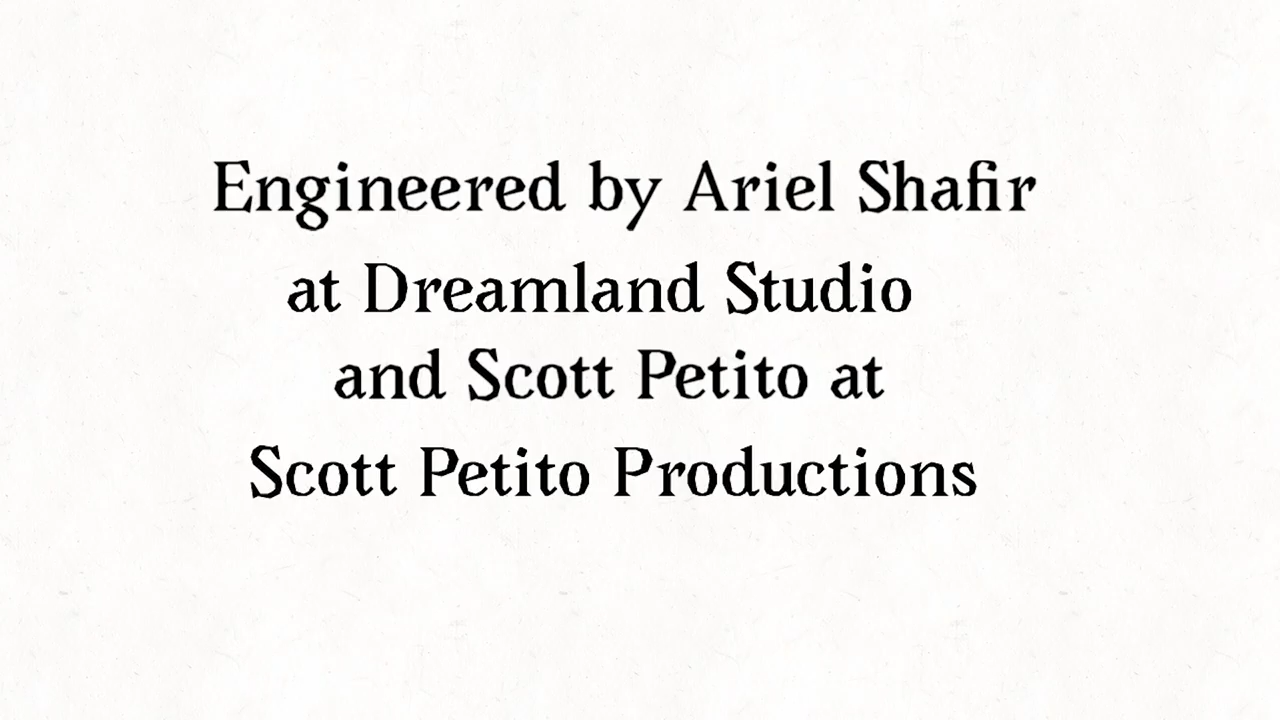 Engineered by Ariel Shafir
at Dreamland Studio
and Scott Petito at
Scott Petito Productions